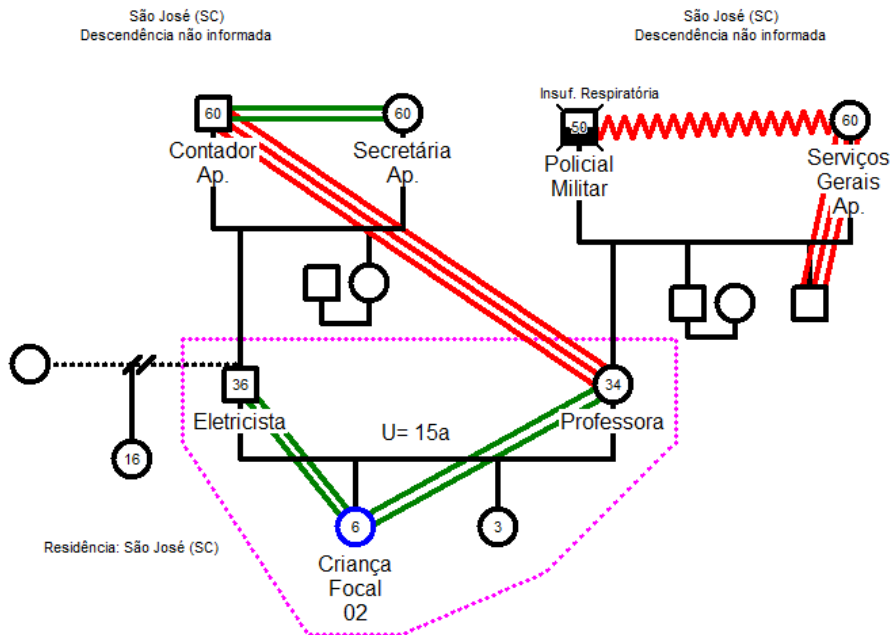 São José (SC)
Descendência não informada
São José (SC)
Descendência não informada
Insuf. Respiratória
60
60
50
60
Contador
Ap.
Secretária
Ap.
Policial
Militar
Serviços
Gerais
Ap.
36
34
Eletricista
Professora
U= 15a
16
6
3
Residência: São José (SC)
Criança
Focal
02